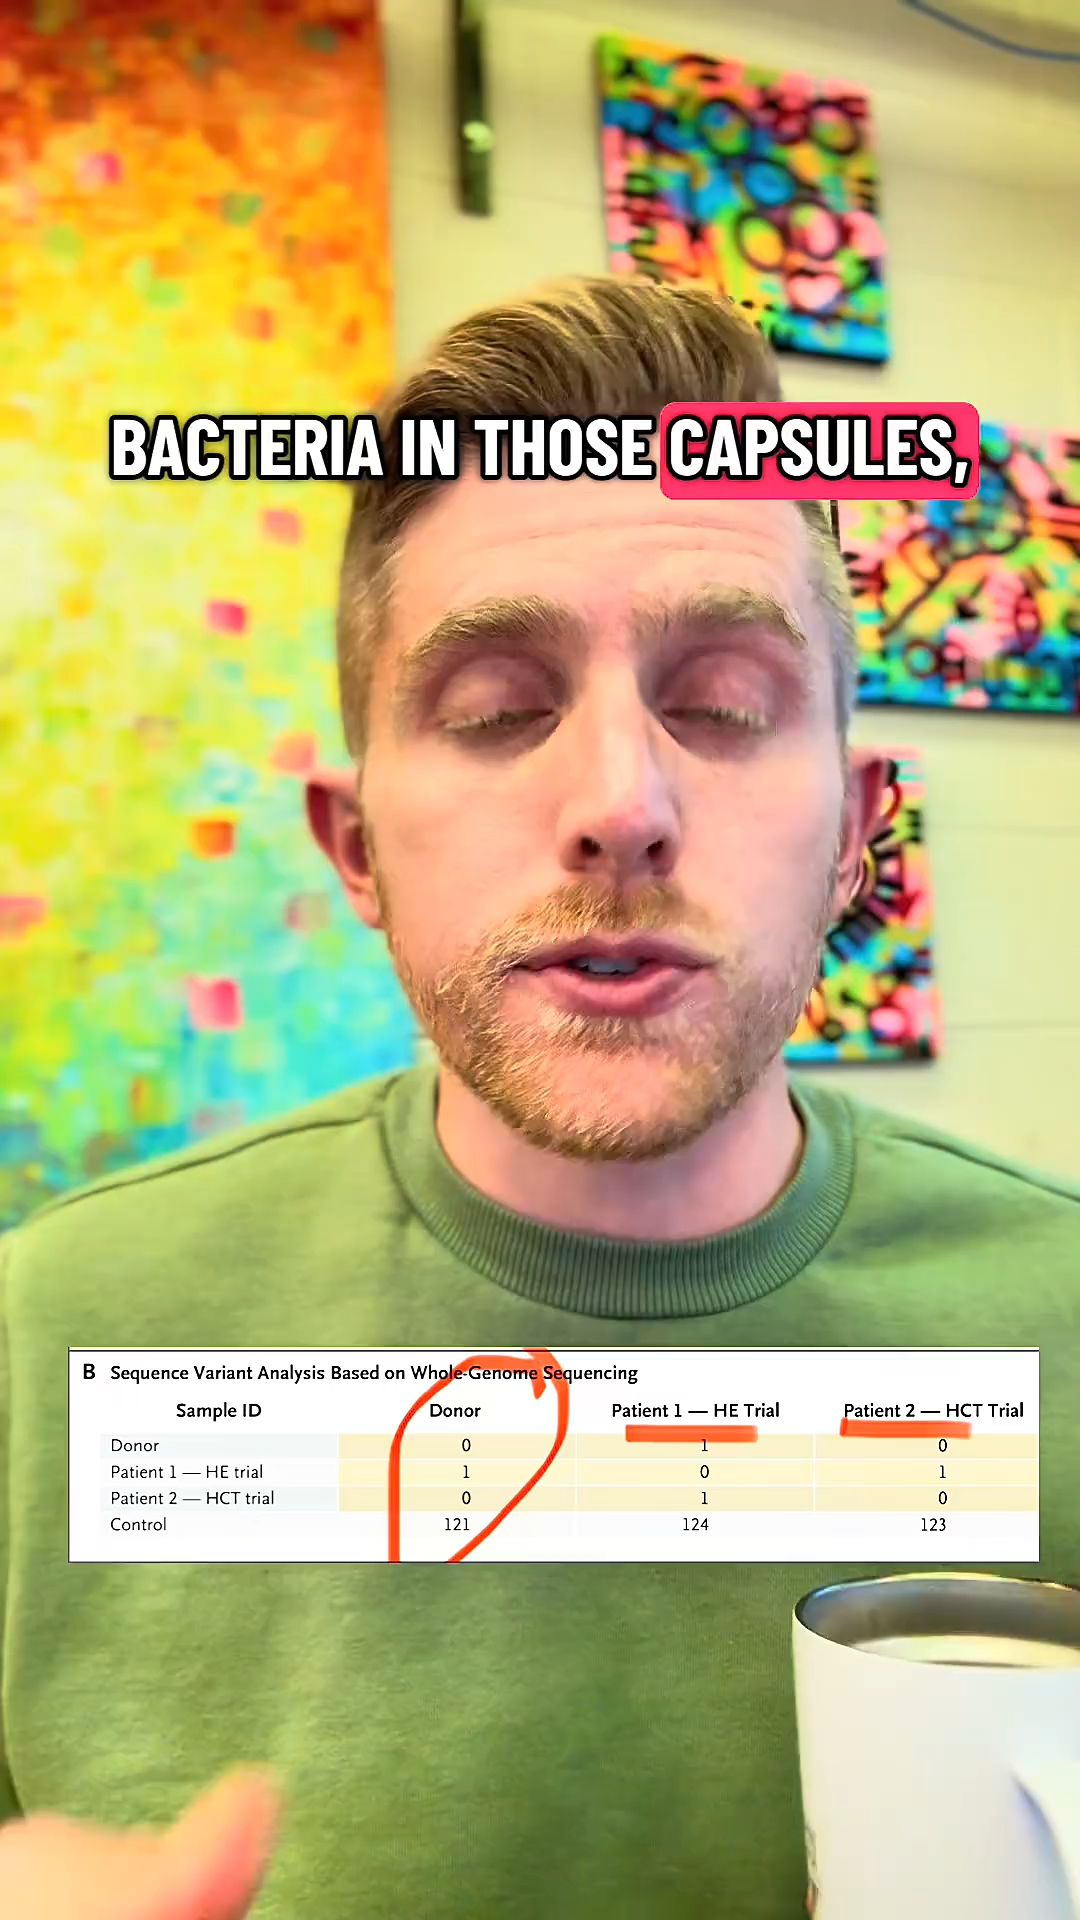 BACTERIA IN THOSE CAPSULES,
B Sequence Variant Analysis Based on Whole-Genome Sequencing
Sample ID Donor Patient 1 — HE Trial Patient 2 — HCT Trial
Donor 0 1 0
Patient 1 — HE trial 1 0 1
Patient 2 — HCT trial 0 1 0
Control 121 124 123